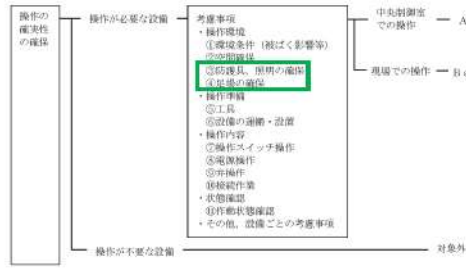 操作の
確実性
の確保
操作が必要な設備
考慮事項
・操作環境
①環境条件（被ばく影響等）
②空間確保
③防護具、照明の確保
④足場の確保
・操作準備
⑤工具
⑥設備の運搬・設置
・操作内容
⑦操作スイッチ操作
⑧電源操作
⑨弁操作
⑩接続作業
・状態確認
⑪作動状態確認
・その他、設備ごとの考慮事項
中央制御室
での操作
A
現場での操作
B c
操作が不要な設備
対象外